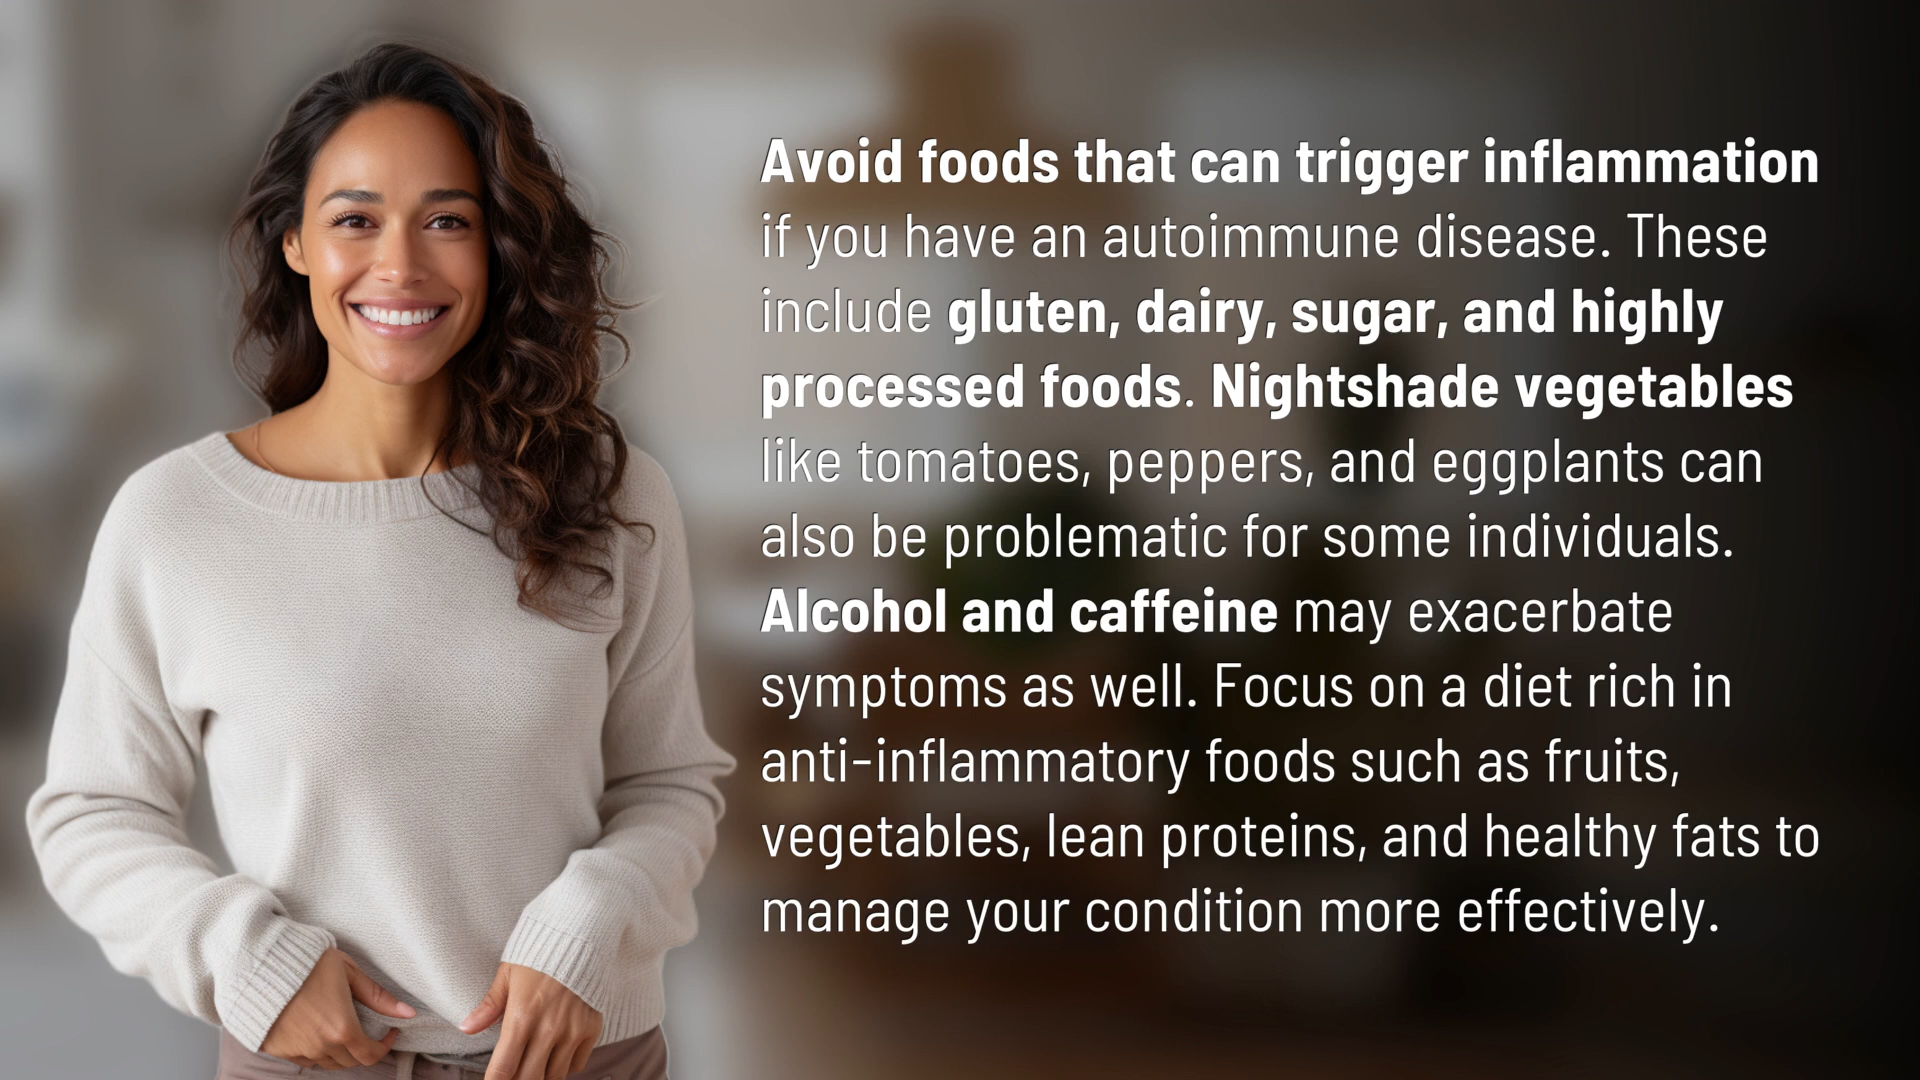 Avoid foods that can trigger inflammation
if you have an autoimmune disease. These
include gluten, dairy, sugar, and highly
processed foods. Nightshade vegetables
like tomatoes, peppers, and eggplants can
also be problematic for some individuals.
Alcohol and caffeine may exacerbate
symptoms as well. Focus on a diet rich in
anti-inflammatory foods such as fruits,
vegetables, lean proteins, and healthy fats to
manage your condition more effectively.